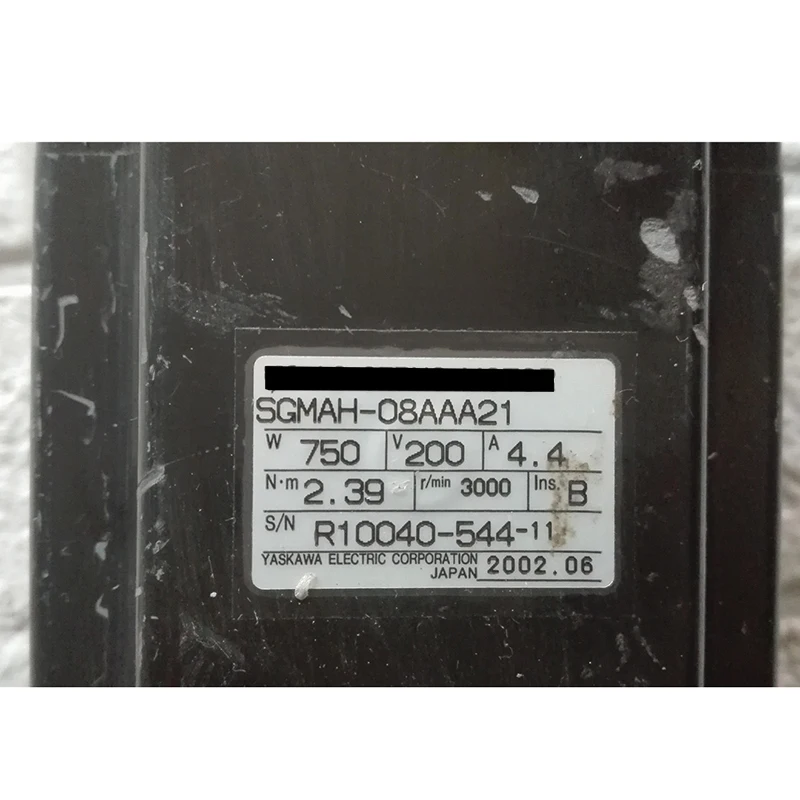 SGMAH-08AAA21
W 750 V 200 A 4.4
N·m 2.39 r/min 3000 Ins. B
S/N R10040-544-11
YASKAWA ELECTRIC CORPORATION
JAPAN 2002.06